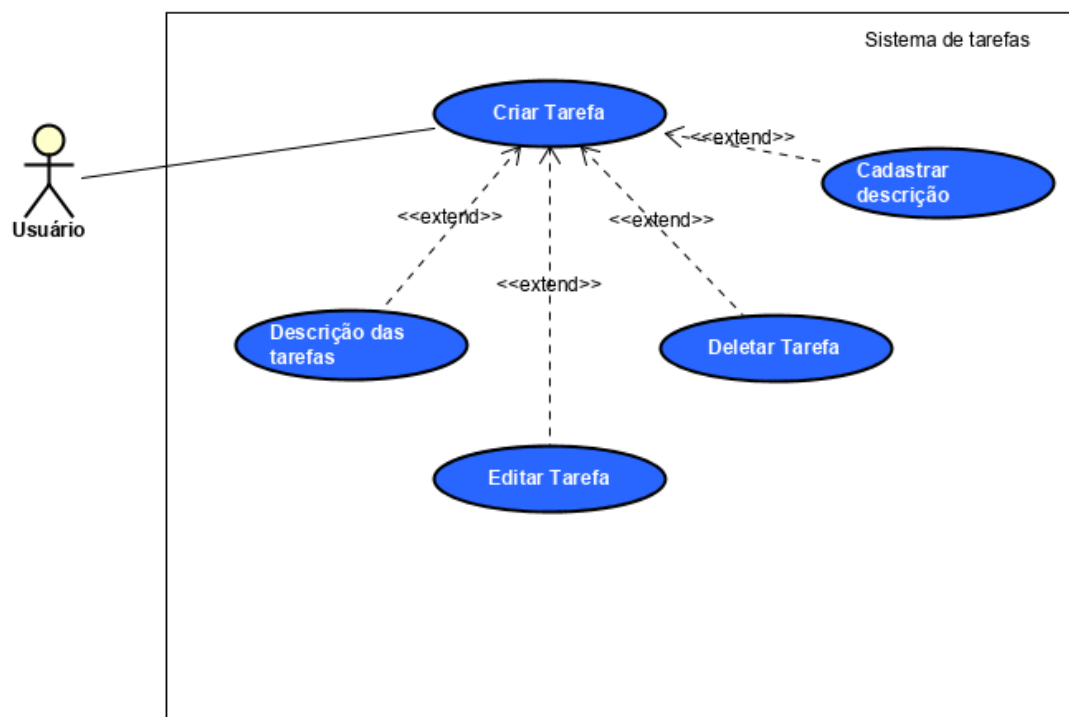 Sistema de tarefas
Criar Tarefa
<<extend>>
Cadastrar
descrição
Usuário
<<extend>>
<<extend>>
<<extend>>
Descrição das
tarefas
Deletar Tarefa
Editar Tarefa